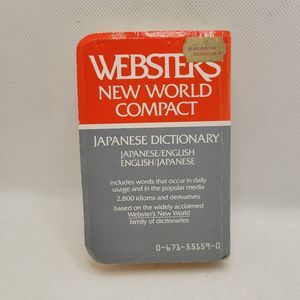 WEBSTER'S
NEW WORLD
COMPACT
JAPANESE DICTIONARY
JAPANESE/ENGLISH
ENGLISH/JAPANESE
includes words that occur in daily
usage and in the popular media
2,800 idioms and derivatives
based on the widely acclaimed
Webster's New World
family of dictionaries
0-671-55159-0